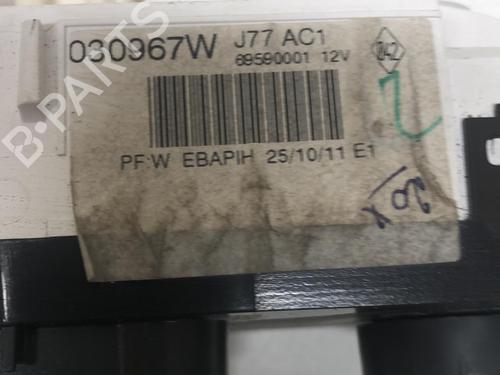 030967W J77 AC1
69590001 12V
PF:W EBAPIH 25/10/11 E1
B-PARTS